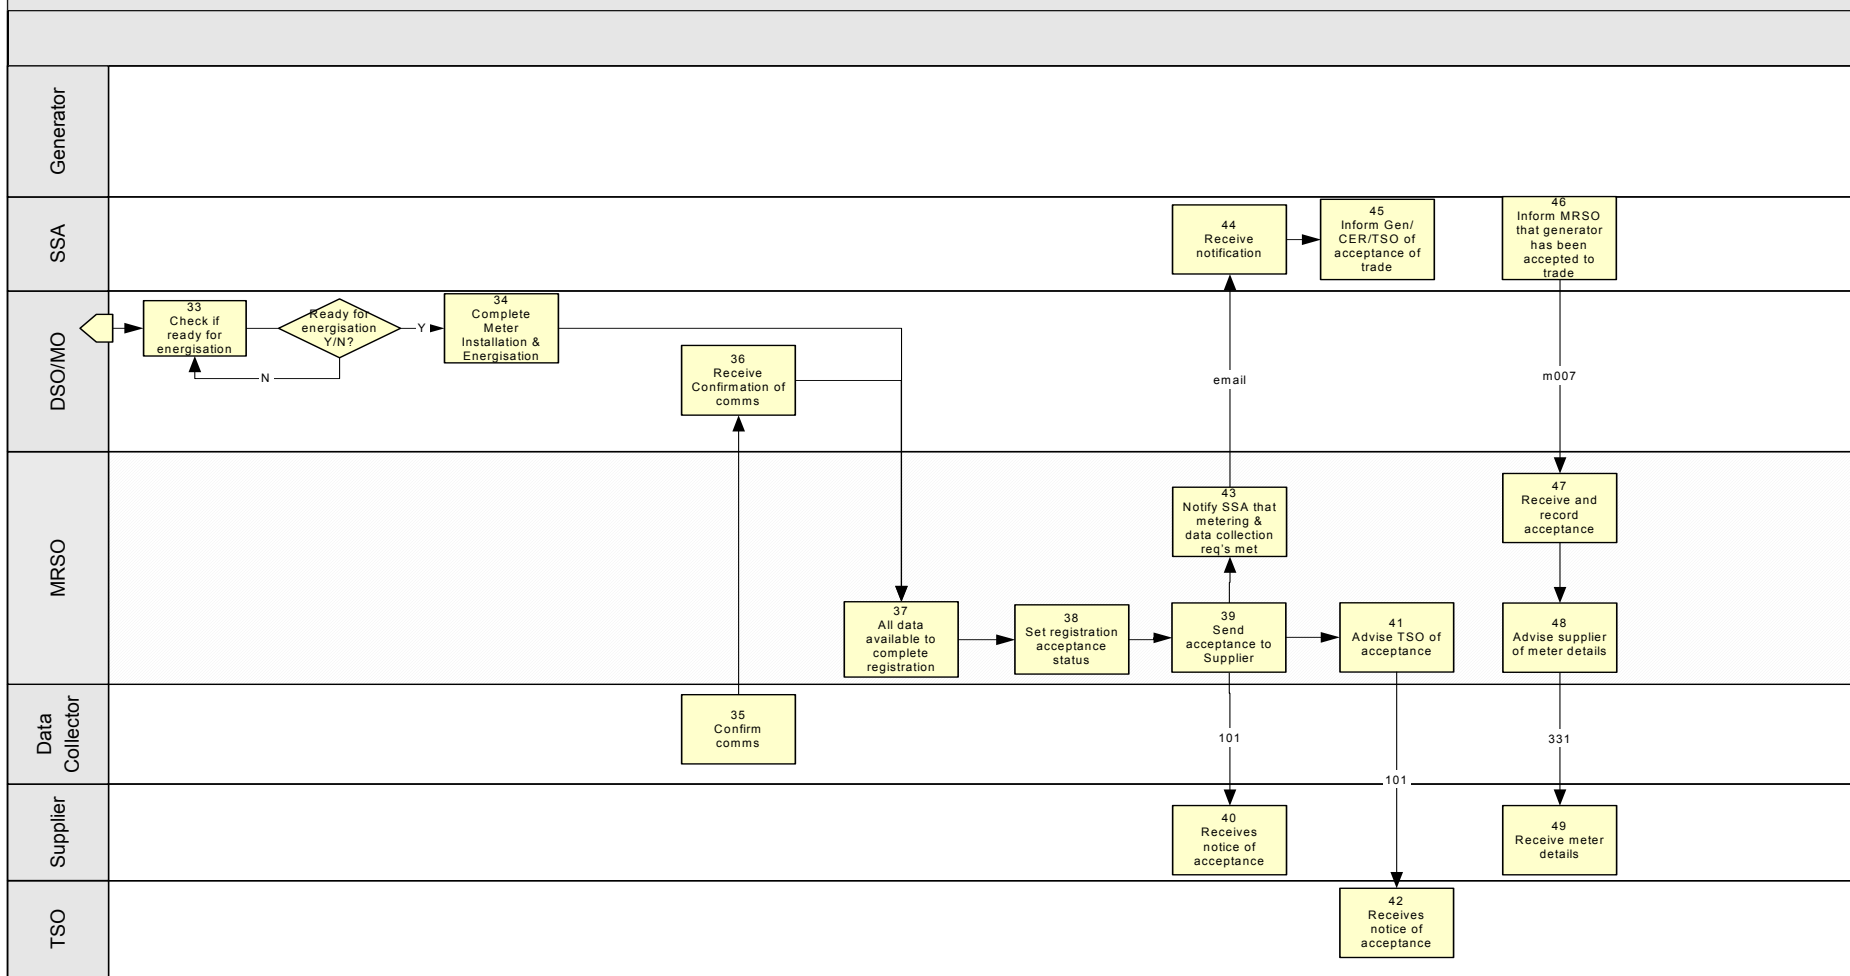 Generator
SSA
44
Receive
notification
45
Inform Gen/
CER/TSO of
acceptance of
trade
46
Inform MRSO
that generator
has been
accepted to
trade
DSO/MO
33
Check if
ready for
energisation
Ready for
energisation
Y/N?
Y
N
34
Complete
Meter
Installation &
Energisation
36
Receive
Confirmation of
comms
email
m007
MRSO
43
Notify SSA that
metering &
data collection
req's met
47
Receive and
record
acceptance
37
All data
available to
complete
registration
38
Set registration
acceptance
status
39
Send
acceptance to
Supplier
41
Advise TSO of
acceptance
48
Advise supplier
of meter details
Data
Collector
35
Confirm
comms
101
331
101
Supplier
40
Receives
notice of
acceptance
49
Receive meter
details
TSO
42
Receives
notice of
acceptance